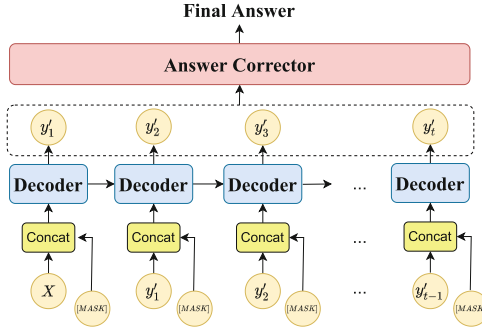 Final Answer
Answer Corrector
y′₁ y′₂ y′₃ y′ₜ
Decoder Decoder Decoder ... Decoder
Concat Concat Concat ... Concat
X [MASK] y′₁ [MASK] y′₂ [MASK] ... y′ₜ₋₁ [MASK]